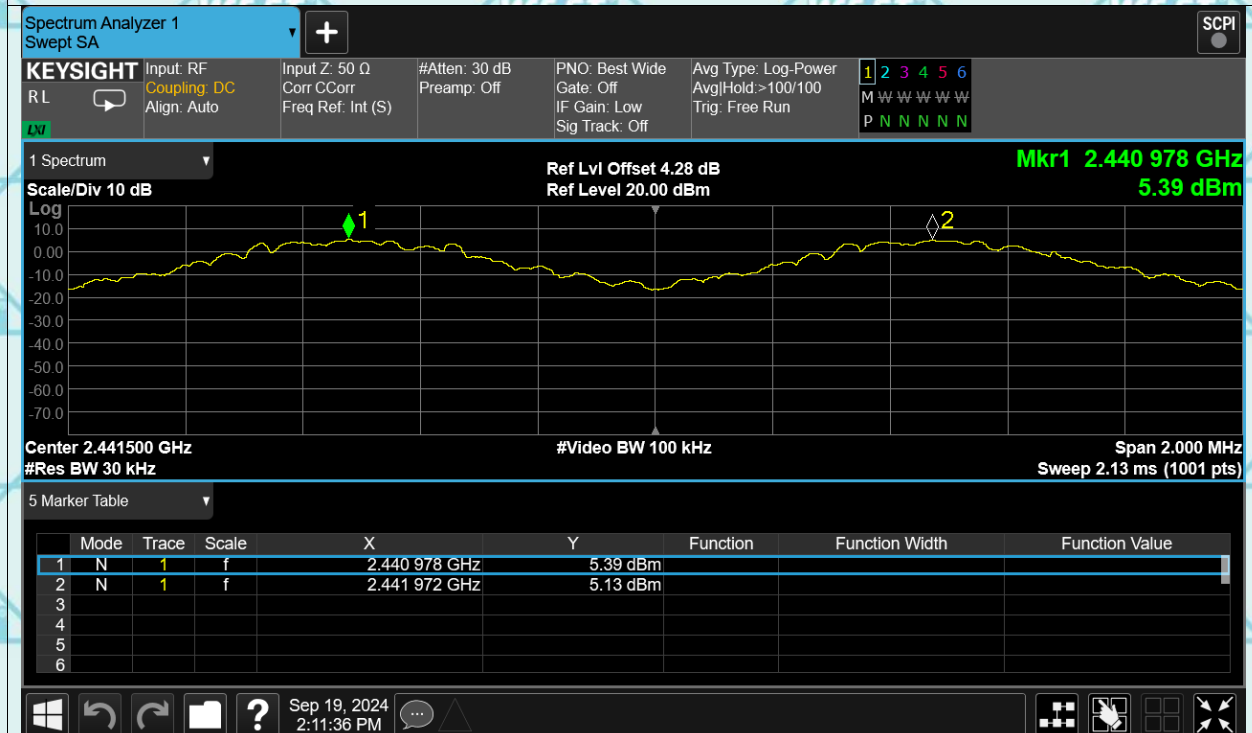 Spectrum Analyzer 1
Swept SA
+
SCPI
KEYSIGHT
R L
LXI
Input: RF
Coupling: DC
Align: Auto
Input Z: 50 Ω
Corr CCorr
Freq Ref: Int (S)
#Atten: 30 dB
Preamp: Off
PNO: Best Wide
Gate: Off
IF Gain: Low
Sig Track: Off
Avg Type: Log-Power
Avg|Hold:>100/100
Trig: Free Run
1 2 3 4 5 6
M W W W W W W
P N N N N N N
1 Spectrum
Scale/Div 10 dB
Ref Lvl Offset 4.28 dB
Ref Level 20.00 dBm
Mkr1 2.440 978 GHz
5.39 dBm
Log
10.0
0.00
-10.0
-20.0
-30.0
-40.0
-50.0
-60.0
-70.0
1
2
Center 2.441500 GHz
#Res BW 30 kHz
#Video BW 100 kHz
Span 2.000 MHz
Sweep 2.13 ms (1001 pts)
5 Marker Table
Mode Trace Scale X Y Function Function Width Function Value
1 N 1 f 2.440 978 GHz 5.39 dBm
2 N 1 f 2.441 972 GHz 5.13 dBm
3
4
5
6
?
Sep 19, 2024
2:11:36 PM